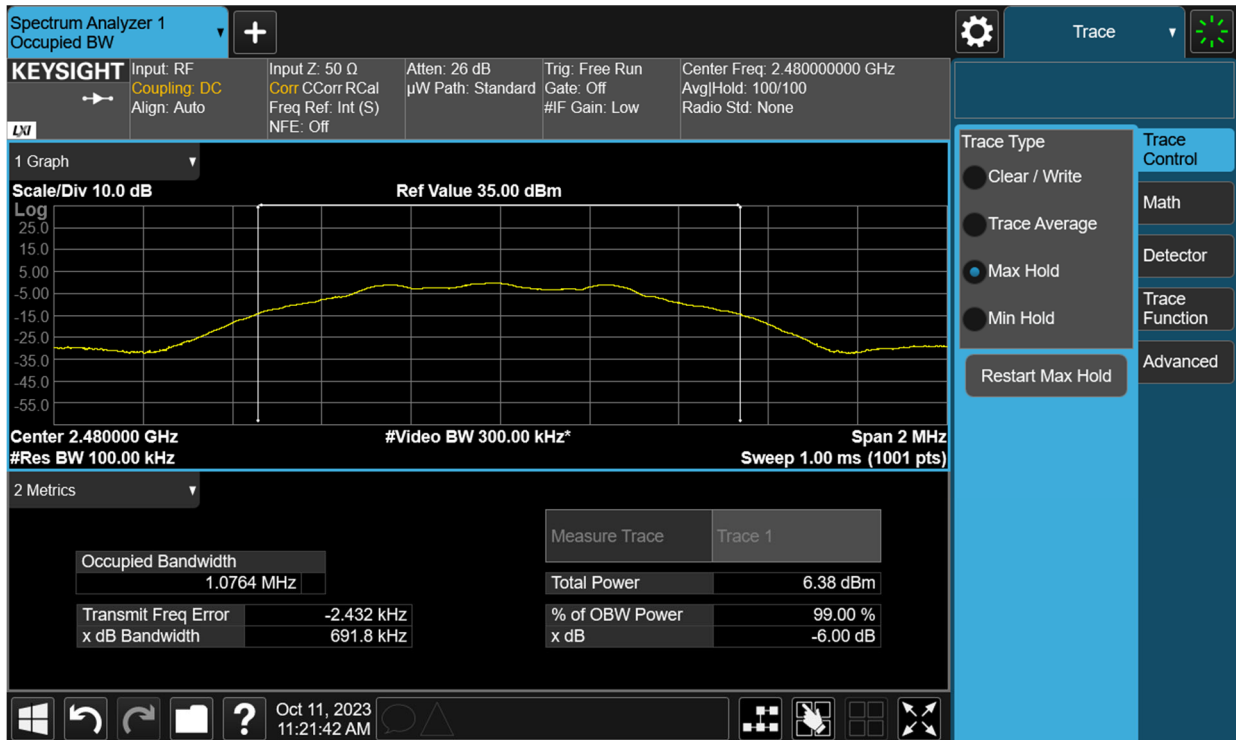 Spectrum Analyzer 1
Occupied BW
+
Trace
KEYSIGHT
LXI
Input: RF
Coupling: DC
Align: Auto
Input Z: 50 Ω
Corr CCorr RCal
Freq Ref: Int (S)
NFE: Off
Atten: 26 dB
µW Path: Standard
Trig: Free Run
Gate: Off
#IF Gain: Low
Center Freq: 2.480000000 GHz
Avg|Hold: 100/100
Radio Std: None
1 Graph
Scale/Div 10.0 dB
Ref Value 35.00 dBm
Log
25.0
15.0
5.00
-5.00
-15.0
-25.0
-35.0
-45.0
-55.0
Center 2.480000 GHz
#Video BW 300.00 kHz*
Span 2 MHz
#Res BW 100.00 kHz
Sweep 1.00 ms (1001 pts)
2 Metrics
Measure Trace
Trace 1
Occupied Bandwidth
1.0764 MHz
Total Power
6.38 dBm
Transmit Freq Error
-2.432 kHz
% of OBW Power
99.00 %
x dB Bandwidth
691.8 kHz
x dB
-6.00 dB
Trace Type
Clear / Write
Trace Average
Max Hold
Min Hold
Restart Max Hold
Trace
Control
Math
Detector
Trace
Function
Advanced
?
Oct 11, 2023
11:21:42 AM